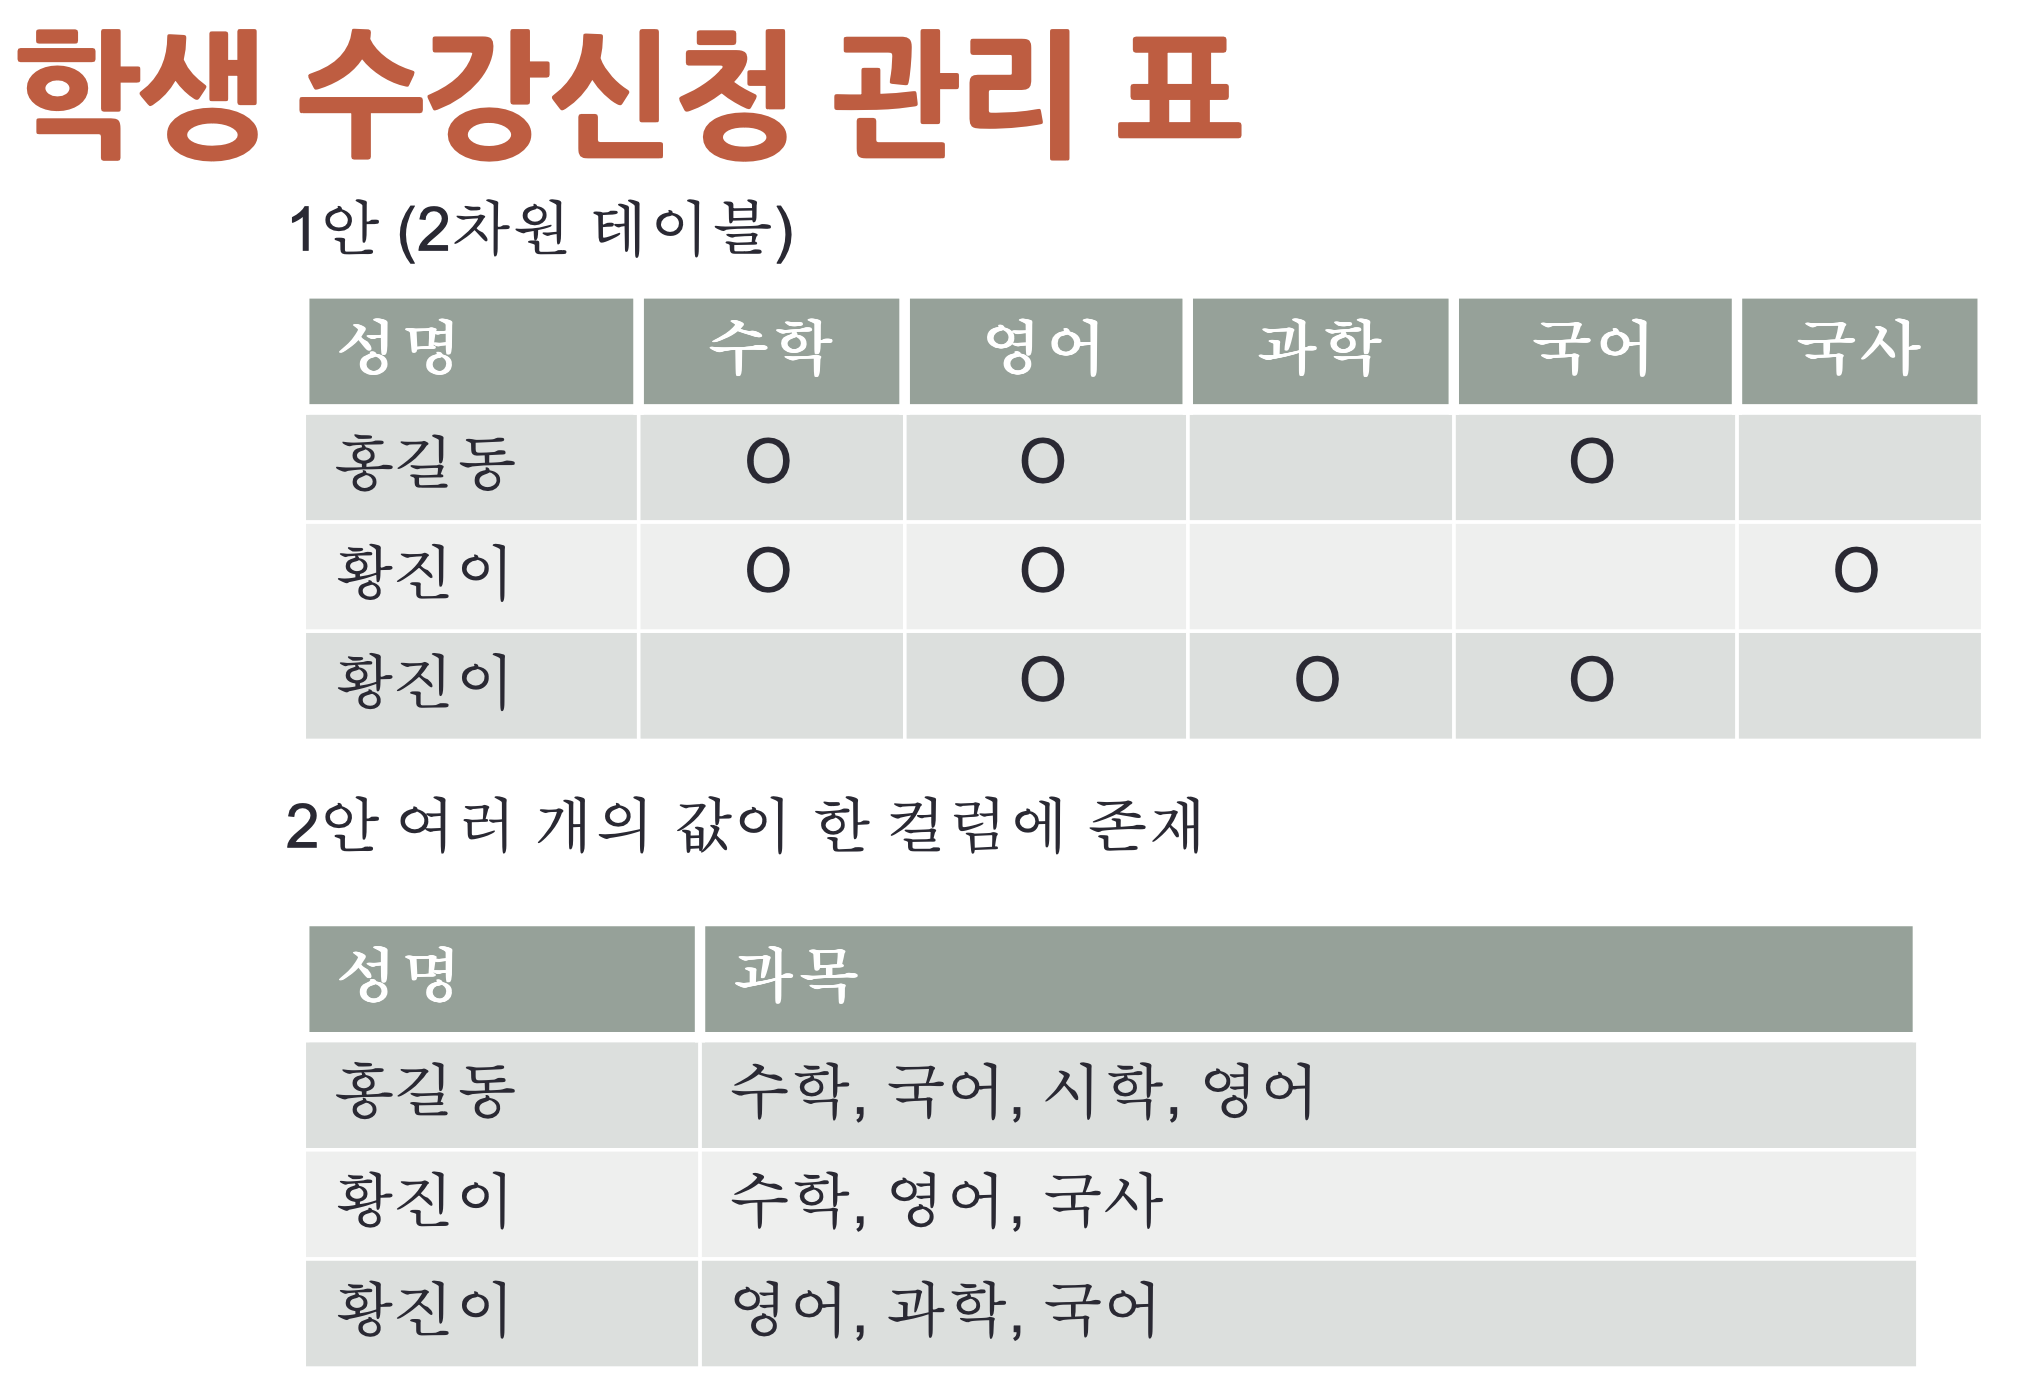 학생 수강신청 관리 표
1안 (2차원 테이블)
성명 수학 영어 과학 국어 국사
홍길동 O O O
황진이 O O O
황진이 O O O
2안 여러 개의 값이 한 컬럼에 존재
성명 과목
홍길동 수학, 국어, 시학, 영어
황진이 수학, 영어, 국사
황진이 영어, 과학, 국어